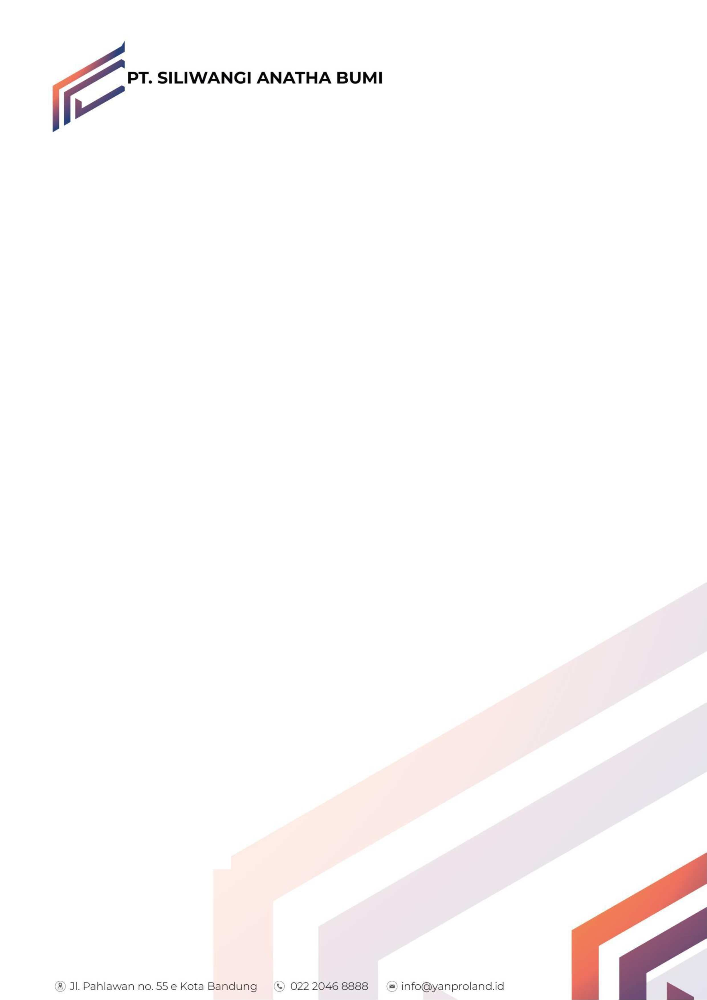 PT. SILIWANGI ANATHA BUMI
Jl. Pahlawan no. 55 e Kota Bandung 022 2046 8888 info@yanproland.id